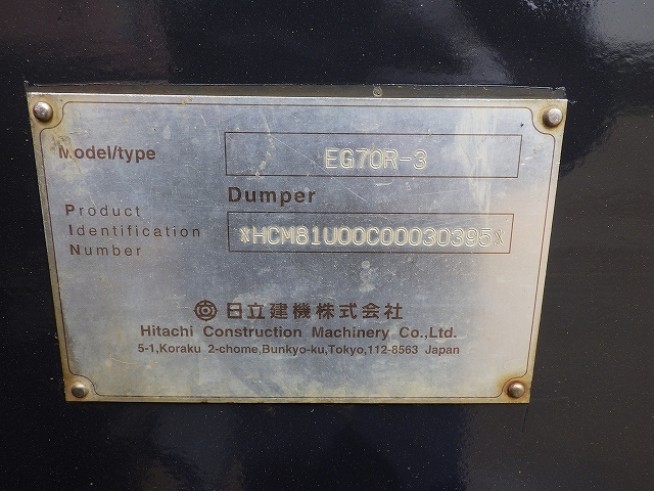 Model/type EG70R-3
Dumper
Product
Identification
Number
*HCM81U00C00030395*
日立建機株式会社
Hitachi Construction Machinery Co.,Ltd.
5-1,Koraku 2-chome,Bunkyo-ku,Tokyo,112-8563 Japan